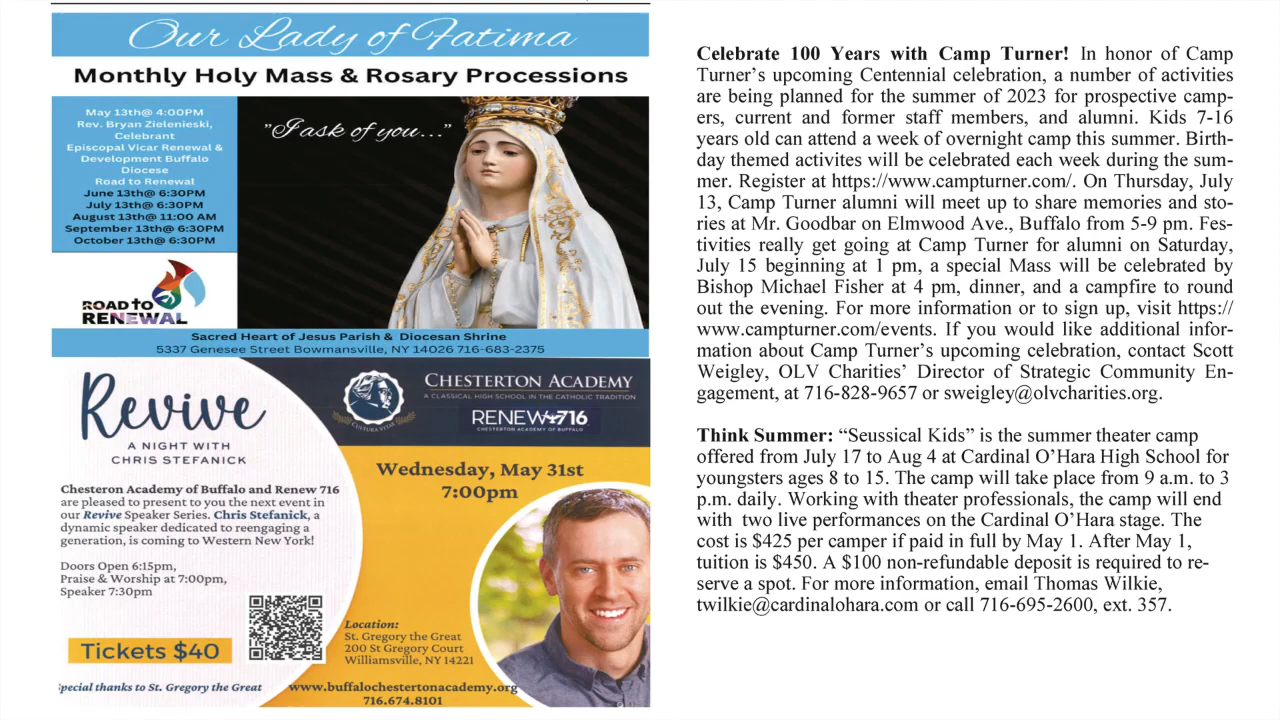 Our Lady of Fatima
Monthly Holy Mass & Rosary Processions
May 13th@ 4:00PM
Rev. Bryan Zielenieski,
Celebrant
Episcopal Vicar Renewal &
Development Buffalo
Diocese
Road to Renewal
June 13th@ 6:30PM
July 13th@ 6:30PM
August 13th@ 11:00 AM
September 13th@ 6:30PM
October 13th@ 6:30PM
"I ask of you..."
ROAD TO
RENEWAL
Sacred Heart of Jesus Parish & Diocesan Shrine
5337 Genesee Street Bowmansville, NY 14026 716-683-2375
Revive
A NIGHT WITH
CHRIS STEFANICK
Chesteron Academy of Buffalo and Renew 716
are pleased to present to you the next event in
our Revive Speaker Series. Chris Stefanick, a
dynamic speaker dedicated to reengaging a
generation, is coming to Western New York!
Doors Open 6:15pm,
Praise & Worship at 7:00pm,
Speaker 7:30pm
Tickets $40
Special thanks to St. Gregory the Great
CULTURA VITAE
CHESTERTON ACADEMY
A CLASSICAL HIGH SCHOOL IN THE CATHOLIC TRADITION
RENEW716
CHESTERTON ACADEMY OF BUFFALO
Wednesday, May 31st
7:00pm
Location:
St. Gregory the Great
200 St Gregory Court
Williamsville, NY 14221
www.buffalochestertonacademy.org
716.674.8101
Celebrate 100 Years with Camp Turner! In honor of Camp
Turner's upcoming Centennial celebration, a number of activities
are being planned for the summer of 2023 for prospective camp-
ers, current and former staff members, and alumni. Kids 7-16
years old can attend a week of overnight camp this summer. Birth-
day themed activites will be celebrated each week during the sum-
mer. Register at https://www.campturner.com/. On Thursday, July
13, Camp Turner alumni will meet up to share memories and sto-
ries at Mr. Goodbar on Elmwood Ave., Buffalo from 5-9 pm. Fes-
tivities really get going at Camp Turner for alumni on Saturday,
July 15 beginning at 1 pm, a special Mass will be celebrated by
Bishop Michael Fisher at 4 pm, dinner, and a campfire to round
out the evening. For more information or to sign up, visit https://
www.campturner.com/events. If you would like additional infor-
mation about Camp Turner's upcoming celebration, contact Scott
Weigley, OLV Charities' Director of Strategic Community En-
gagement, at 716-828-9657 or sweigley@olvcharities.org.
Think Summer: “Seussical Kids” is the summer theater camp
offered from July 17 to Aug 4 at Cardinal O'Hara High School for
youngsters ages 8 to 15. The camp will take place from 9 a.m. to 3
p.m. daily. Working with theater professionals, the camp will end
with two live performances on the Cardinal O'Hara stage. The
cost is $425 per camper if paid in full by May 1. After May 1,
tuition is $450. A $100 non-refundable deposit is required to re-
serve a spot. For more information, email Thomas Wilkie,
twilkie@cardinalohara.com or call 716-695-2600, ext. 357.